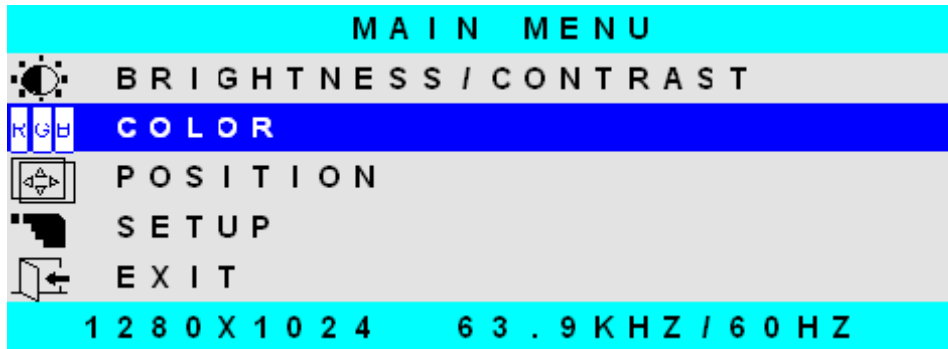 MAIN MENU
BRIGHTNESS/CONTRAST
RGB COLOR
POSITION
SETUP
EXIT
1280X1024 63.9KHZ/60HZ